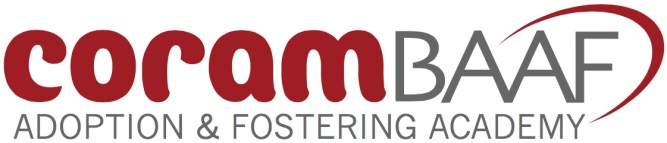 coramBAAF
ADOPTION & FOSTERING ACADEMY